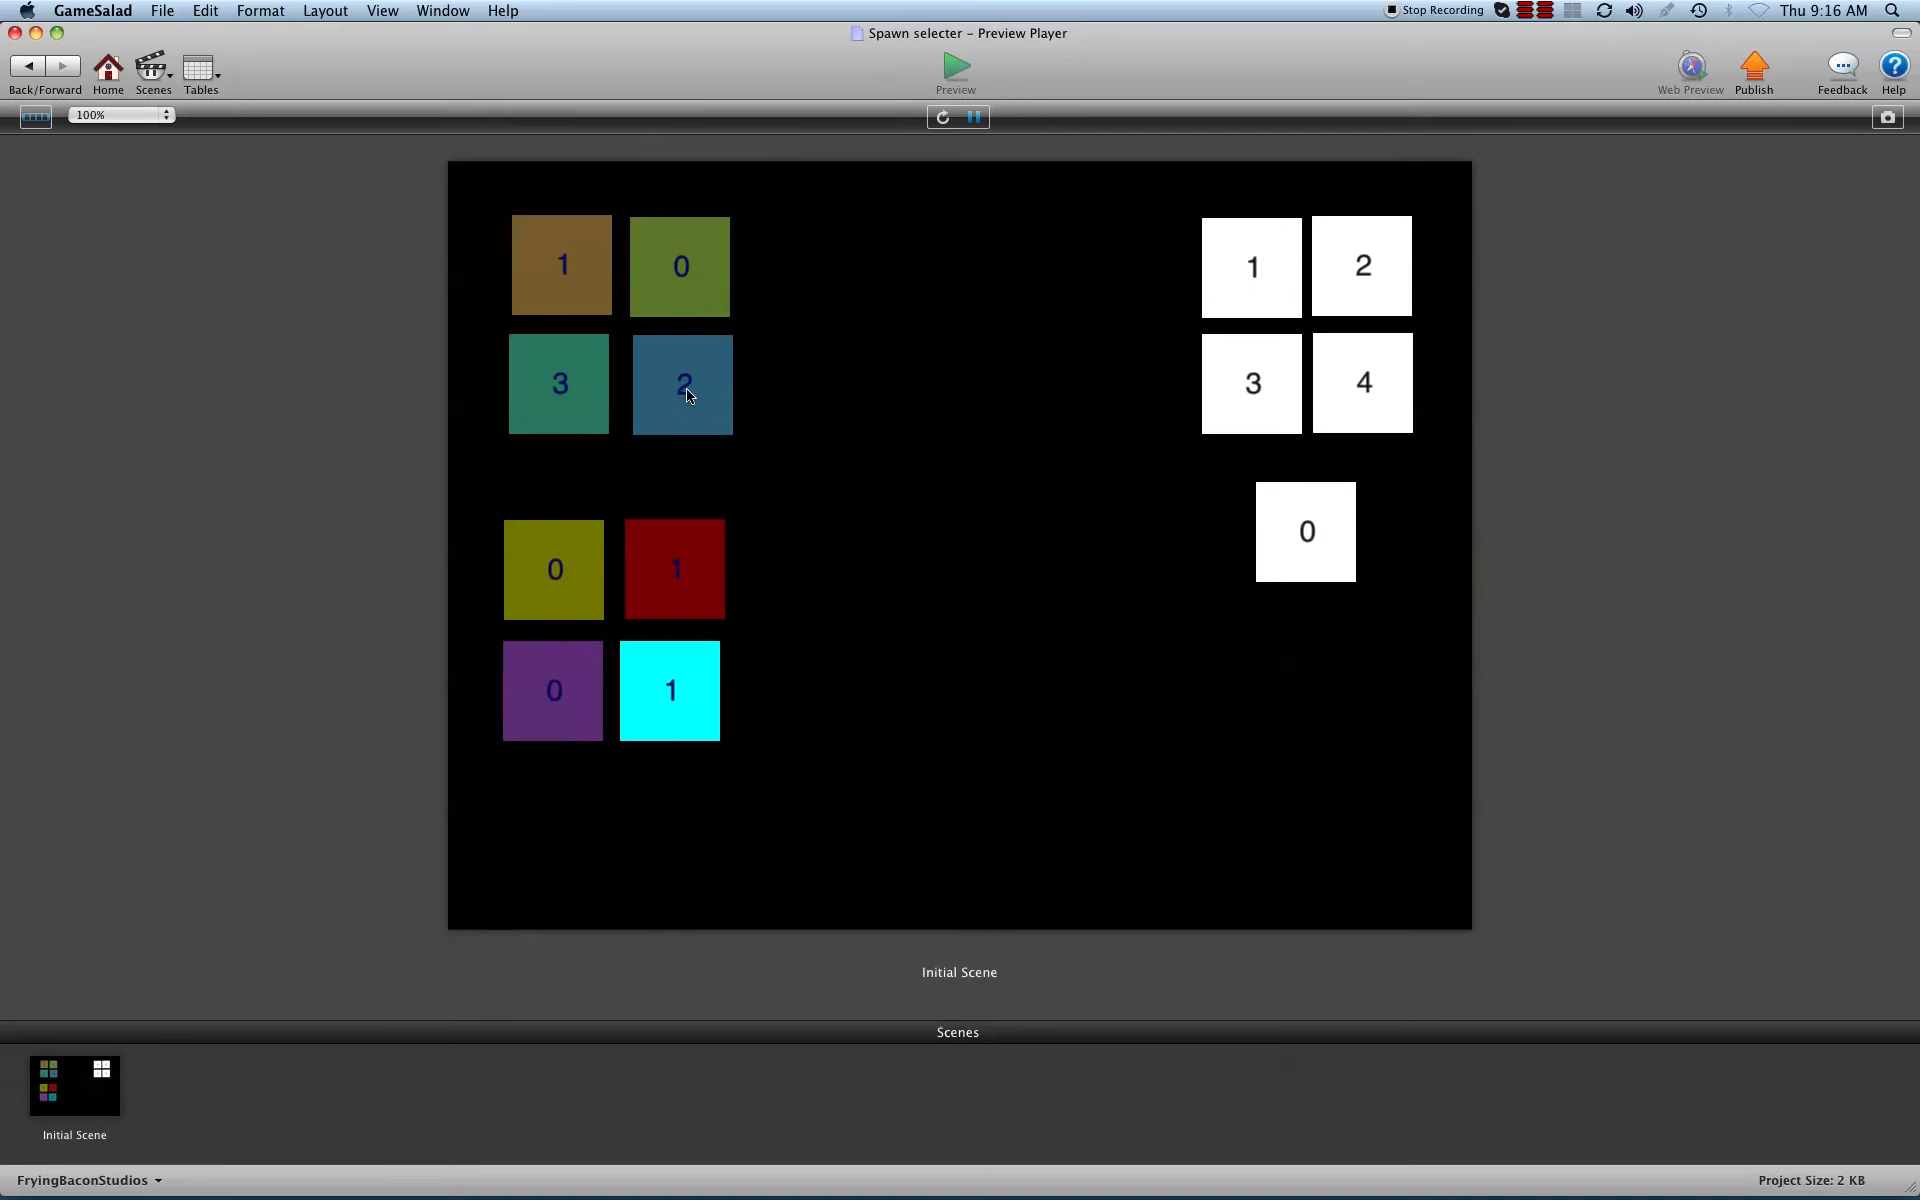 GameSalad File Edit Format Layout View Window Help Stop Recording Thu 9:16 AM
Spawn selecter – Preview Player
Back/Forward Home Scenes Tables Preview Web Preview Publish Feedback Help
100%
1 0 1 2
3 2 3 4
0
0 1
0 1
Initial Scene
Scenes
Initial Scene
FryingBaconStudios Project Size: 2 KB